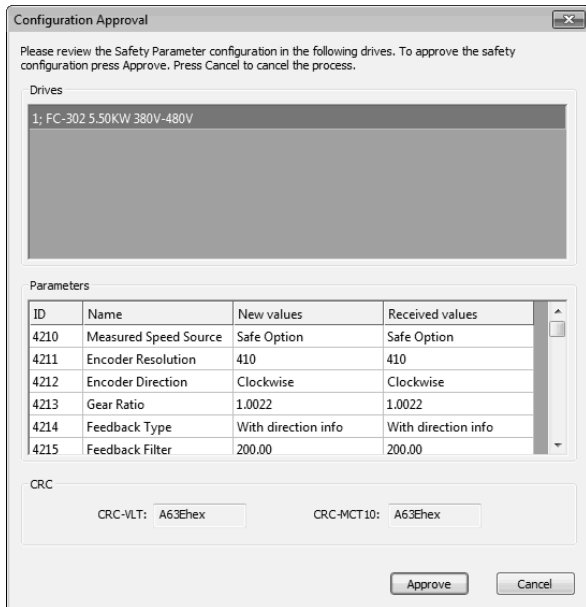 Configuration Approval
Please review the Safety Parameter configuration in the following drives. To approve the safety
configuration press Approve. Press Cancel to cancel the process.
Drives
1; FC-302 5.50KW 380V-480V
Parameters
ID Name New values Received values
4210 Measured Speed Source Safe Option Safe Option
4211 Encoder Resolution 410 410
4212 Encoder Direction Clockwise Clockwise
4213 Gear Ratio 1.0022 1.0022
4214 Feedback Type With direction info With direction info
4215 Feedback Filter 200.00 200.00
CRC
CRC-VLT: A63Ehex CRC-MCT10: A63Ehex
Approve Cancel